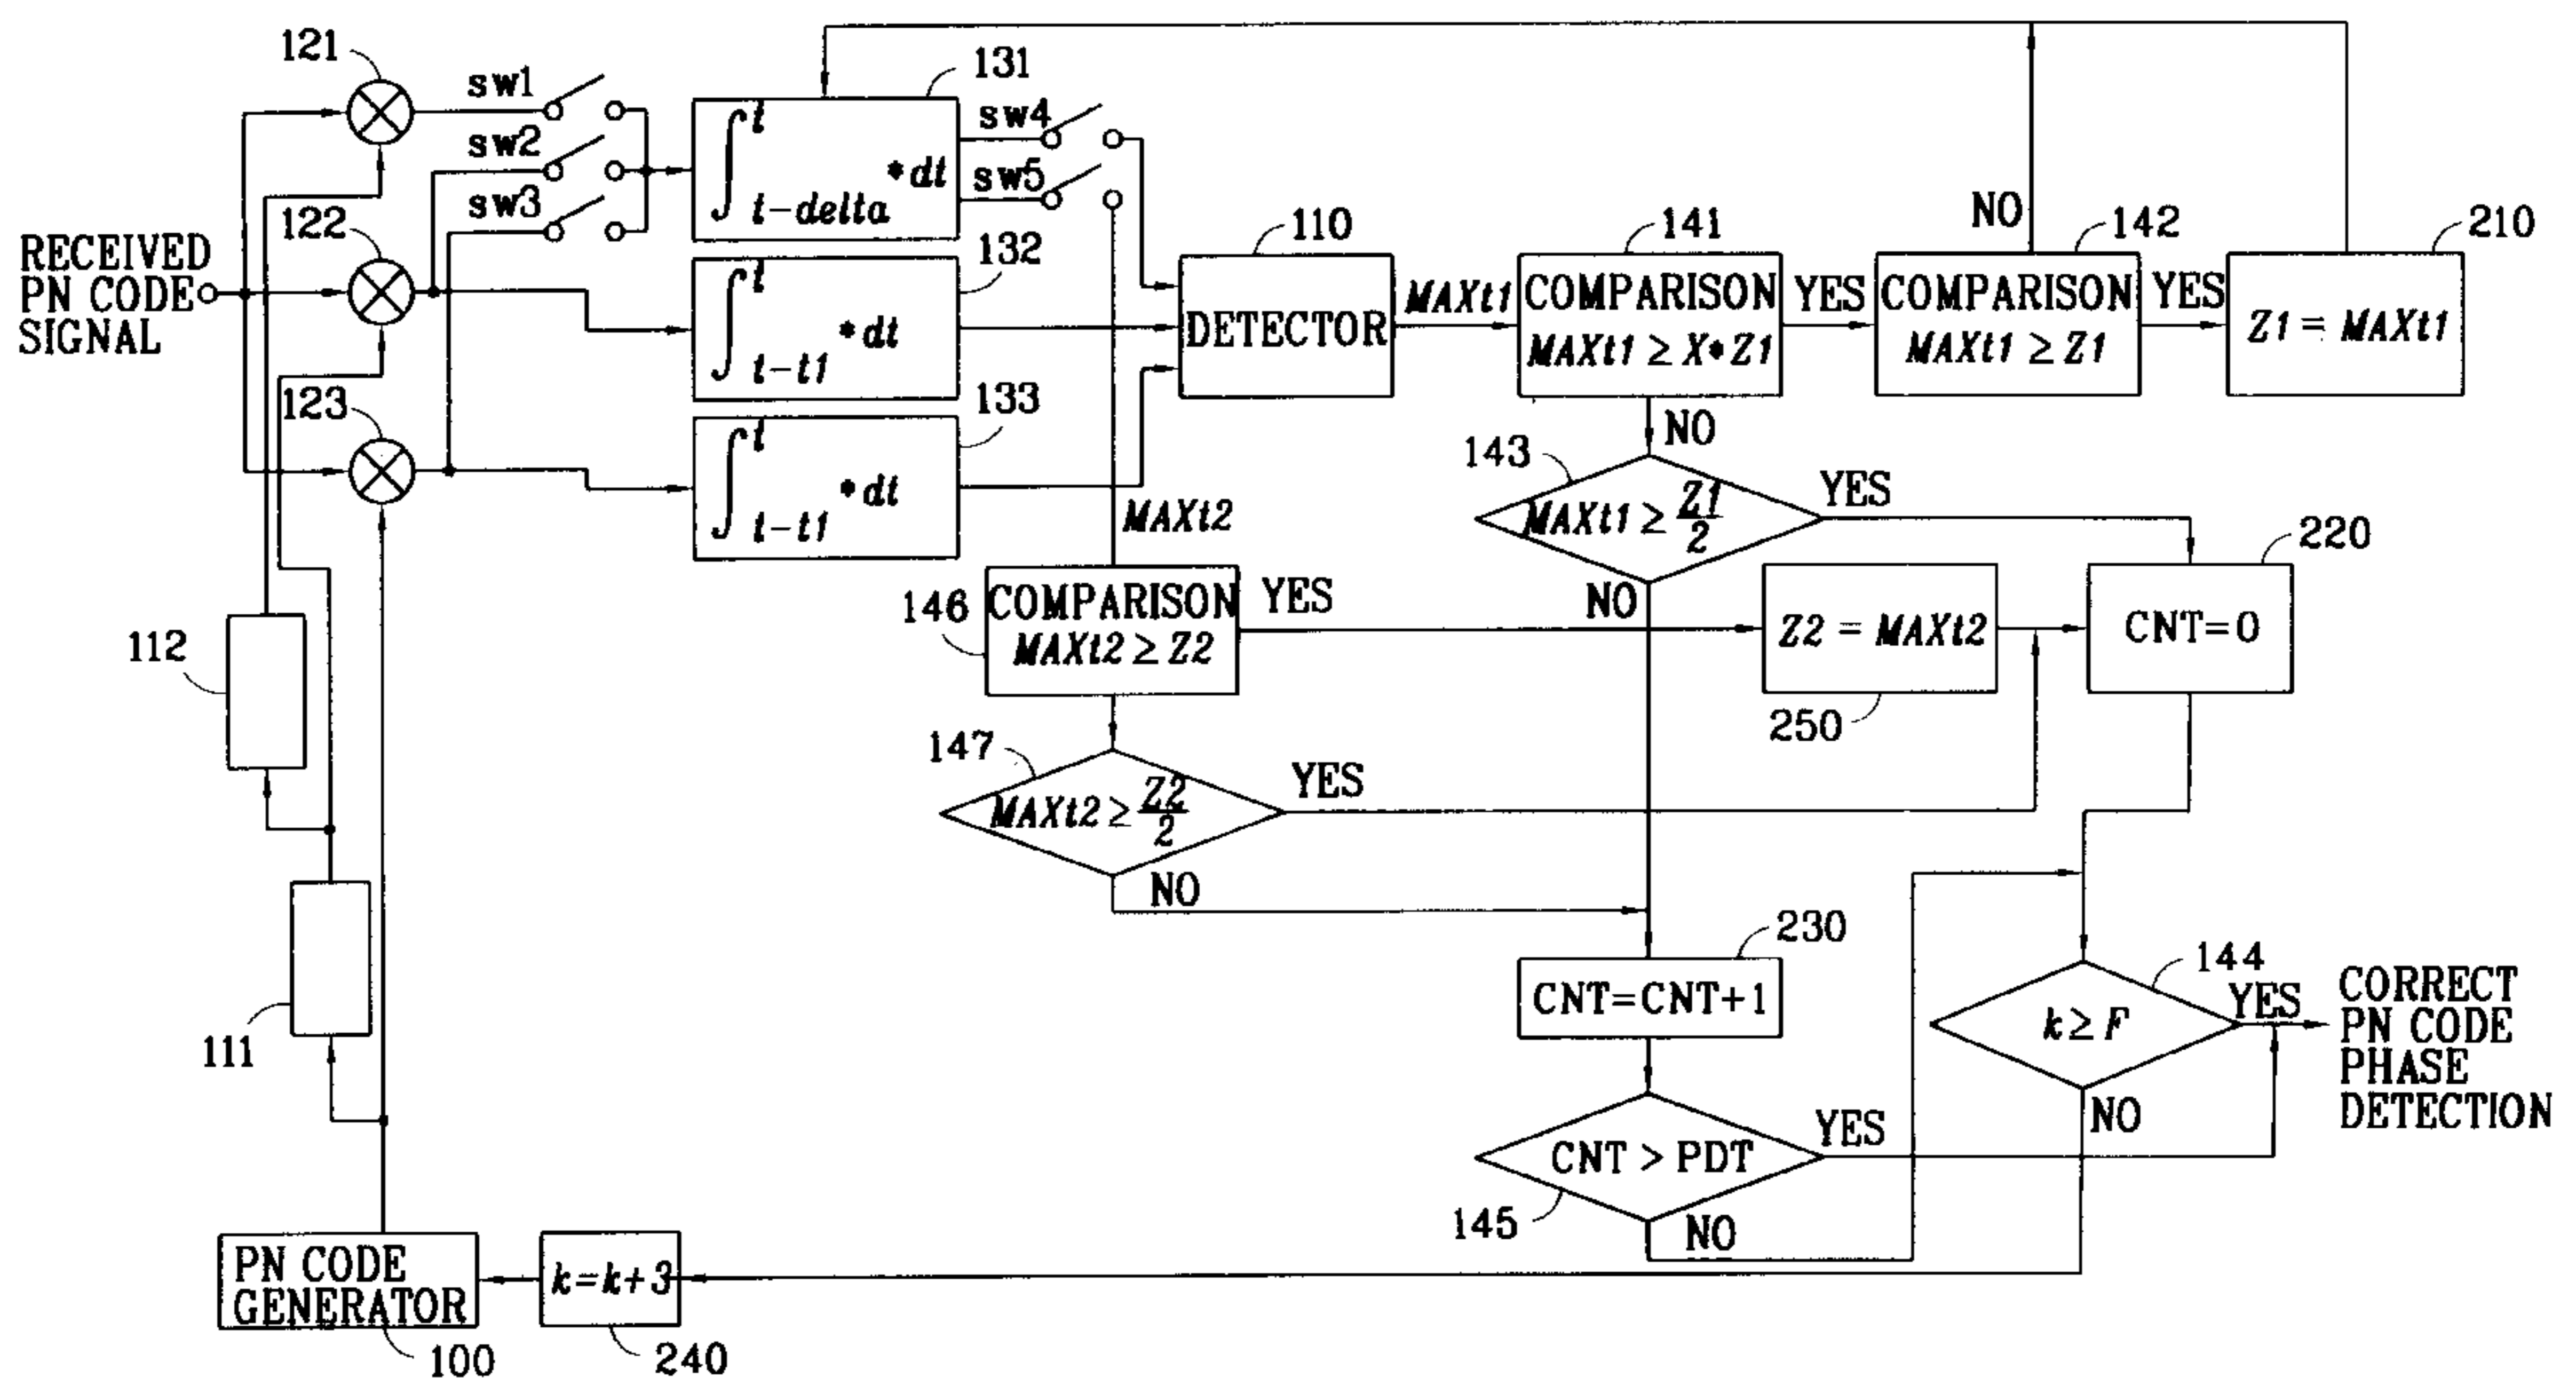 121
sw1
sw2
sw3
122
RECEIVED
PN CODE
SIGNAL
123
131
∫ t t-delta *dt
sw4
sw5
132
∫ t t-t1 *dt
133
∫ t t-t1 *dt
110
DETECTOR
MAXt1
MAXt2
141
COMPARISON
MAXt1 ≥ X*Z1
YES
NO
142
COMPARISON
MAXt1 ≥ Z1
NO
YES
210
Z1 = MAXt1
143
MAXt1 ≥ Z1/2
YES
NO
220
CNT=0
146
COMPARISON
MAXt2 ≥ Z2
YES
Z2 = MAXt2
250
147
MAXt2 ≥ Z2/2
YES
NO
112
111
230
CNT=CNT+1
145
CNT > PDT
YES
NO
144
k ≥ F
YES
NO
CORRECT
PN CODE
PHASE
DETECTION
PN CODE
GENERATOR
100
k=k+3
240